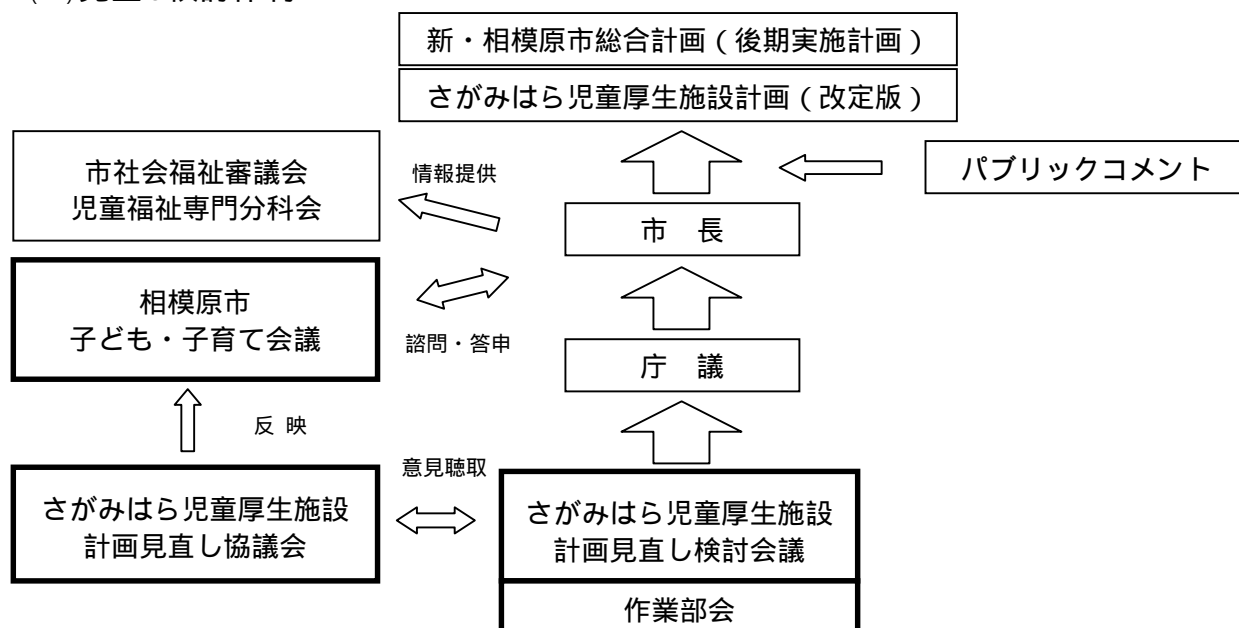 新・相模原市総合計画（後期実施計画）
さがみはら児童厚生施設計画（改定版）
市社会福祉審議会
児童福祉専門分科会
情報提供
パブリックコメント
市　長
相模原市
子ども・子育て会議
諮問・答申
庁　議
反 映
意見聴取
さがみはら児童厚生施設
計画見直し協議会
さがみはら児童厚生施設
計画見直し検討会議
作業部会